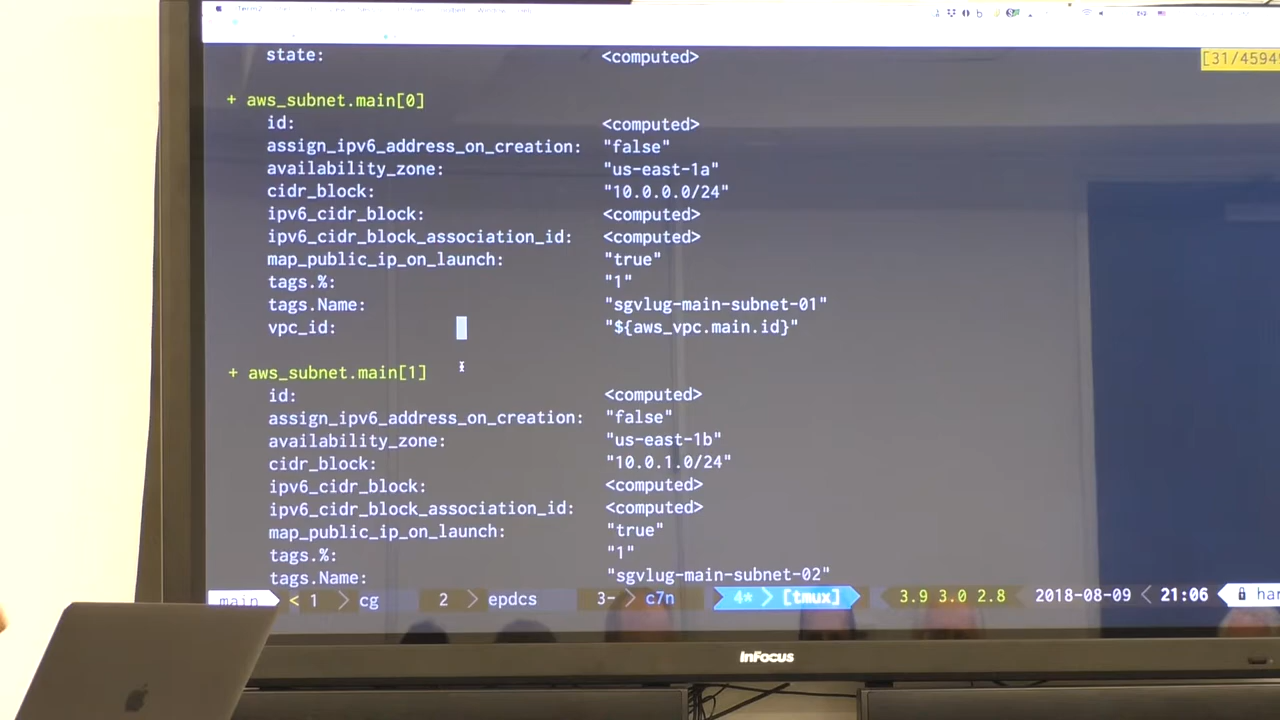 state: <computed>
[31/4594
+ aws_subnet.main[0]
id: <computed>
assign_ipv6_address_on_creation: "false"
availability_zone: "us-east-1a"
cidr_block: "10.0.0.0/24"
ipv6_cidr_block: <computed>
ipv6_cidr_block_association_id: <computed>
map_public_ip_on_launch: "true"
tags.%: "1"
tags.Name: "sgvlug-main-subnet-01"
vpc_id: "${aws_vpc.main.id}"
+ aws_subnet.main[1]
id: <computed>
assign_ipv6_address_on_creation: "false"
availability_zone: "us-east-1b"
cidr_block: "10.0.1.0/24"
ipv6_cidr_block: <computed>
ipv6_cidr_block_association_id: <computed>
map_public_ip_on_launch: "true"
tags.%: "1"
tags.Name: "sgvlug-main-subnet-02"
main < 1 > cg 2 > epdcs 3- > c7n 4* > [tmux] < 3.9 3.0 2.8 2018-08-09 < 21:06 har
InFocus